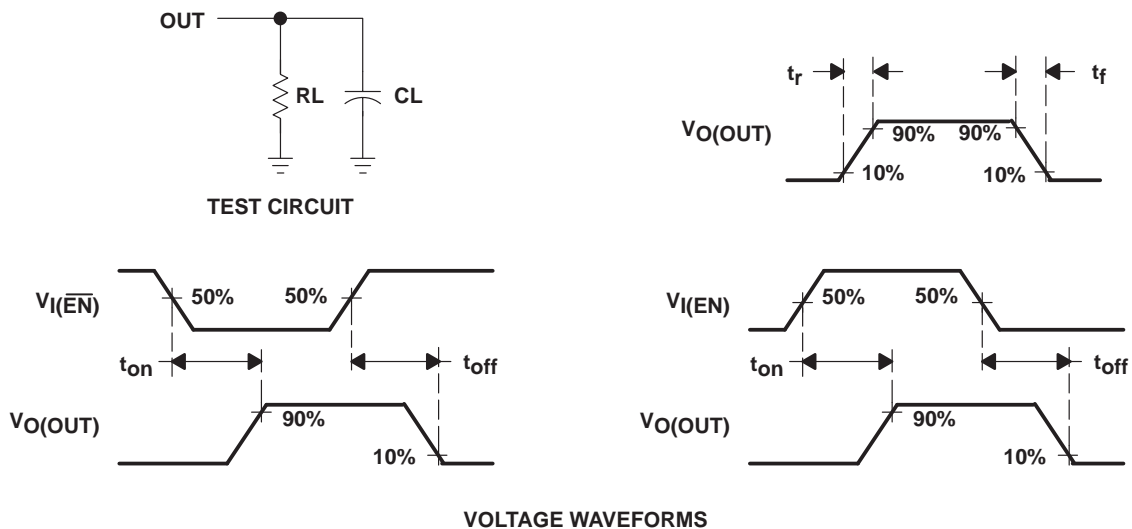 OUT
RL
CL
TEST CIRCUIT
tr
tf
VO(OUT)
90%
90%
10%
10%
VI(E̅N̅)
50%
50%
ton
toff
VO(OUT)
90%
10%
VI(EN)
50%
50%
ton
toff
VO(OUT)
90%
10%
VOLTAGE WAVEFORMS